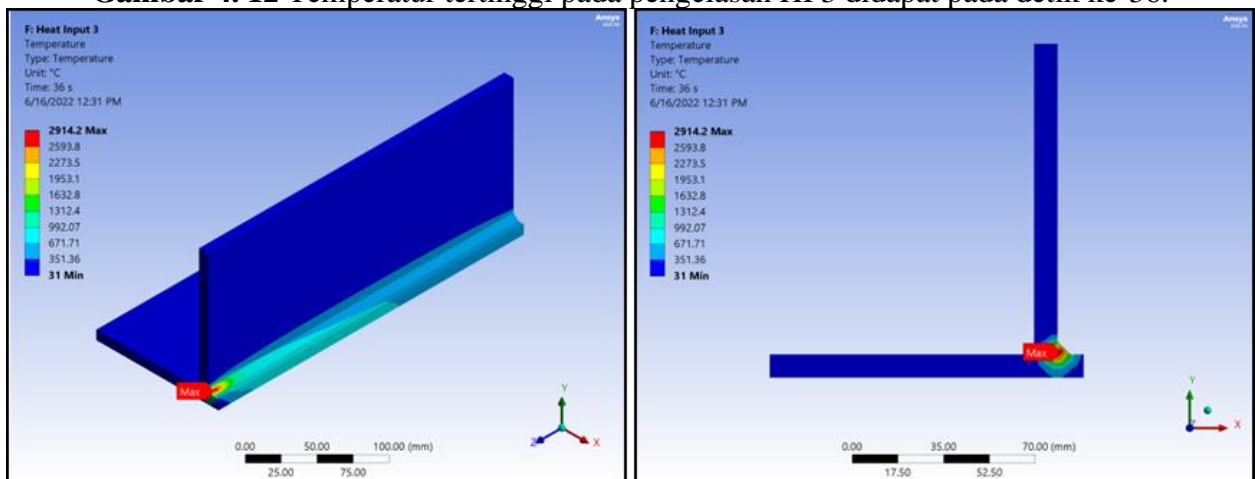 Gambar 4. 12 Temperatur tertinggi pada pengelasan HI 3 didapat pada detik ke-36.
F: Heat Input 3
Temperature
Type: Temperature
Unit: °C
Time: 36 s
6/16/2022 12:31 PM
2914.2 Max
2593.8
2273.5
1953.1
1632.8
1312.4
992.07
671.71
351.36
31 Min
Ansys
Max
Y
Z
X
0.00 50.00 100.00 (mm)
25.00 75.00
F: Heat Input 3
Temperature
Type: Temperature
Unit: °C
Time: 36 s
6/16/2022 12:31 PM
2914.2 Max
2593.8
2273.5
1953.1
1632.8
1312.4
992.07
671.71
351.36
31 Min
Ansys
Max
Y
Z
X
0.00 35.00 70.00 (mm)
17.50 52.50